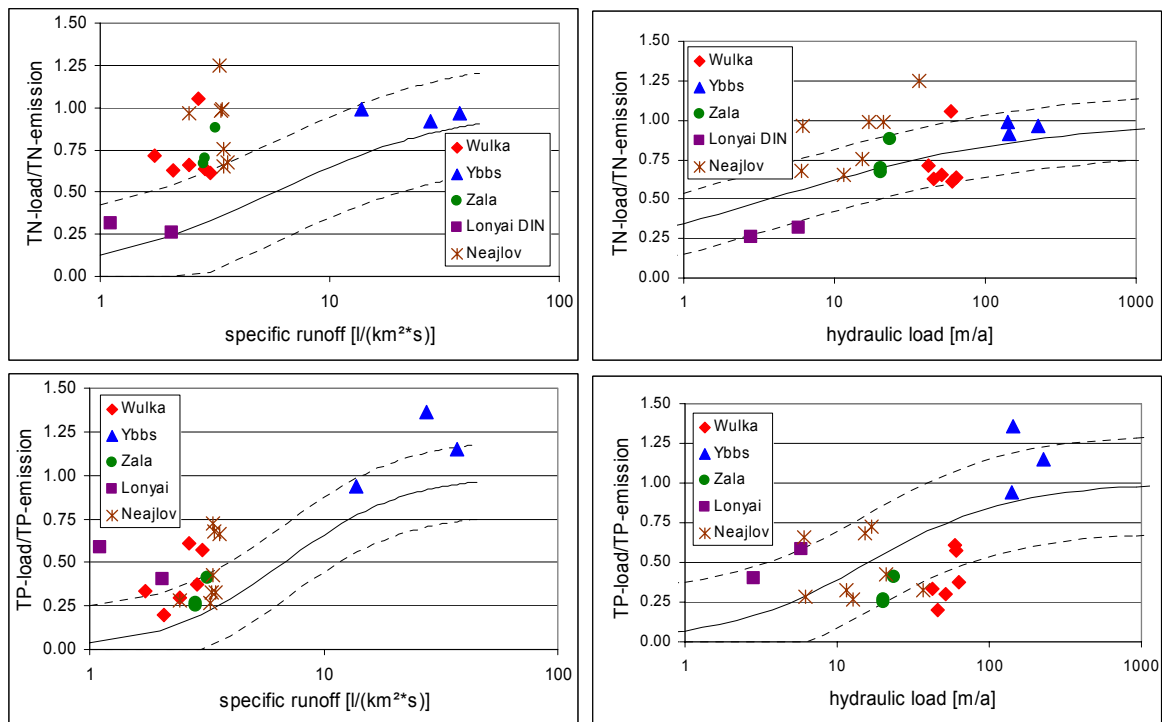 1.50
1.25
1.00
0.75
0.50
0.25
0.00
TN-load/TN-emission
Wulka
Ybbs
Zala
Lonyai DIN
Neajlov
1 10 100
specific runoff [l/(km²*s)]
1.50
1.25
1.00
0.75
0.50
0.25
0.00
TN-load/TN-emission
Wulka
Ybbs
Zala
Lonyai DIN
Neajlov
1 10 100 1000
hydraulic load [m/a]
1.50
1.25
1.00
0.75
0.50
0.25
0.00
TP-load/TP-emission
Wulka
Ybbs
Zala
Lonyai
Neajlov
1 10 100
specific runoff [l/(km²*s)]
1.50
1.25
1.00
0.75
0.50
0.25
0.00
TP-load/TP-emission
Wulka
Ybbs
Zala
Lonyai
Neajlov
1 10 100 1000
hydraulic load [m/a]